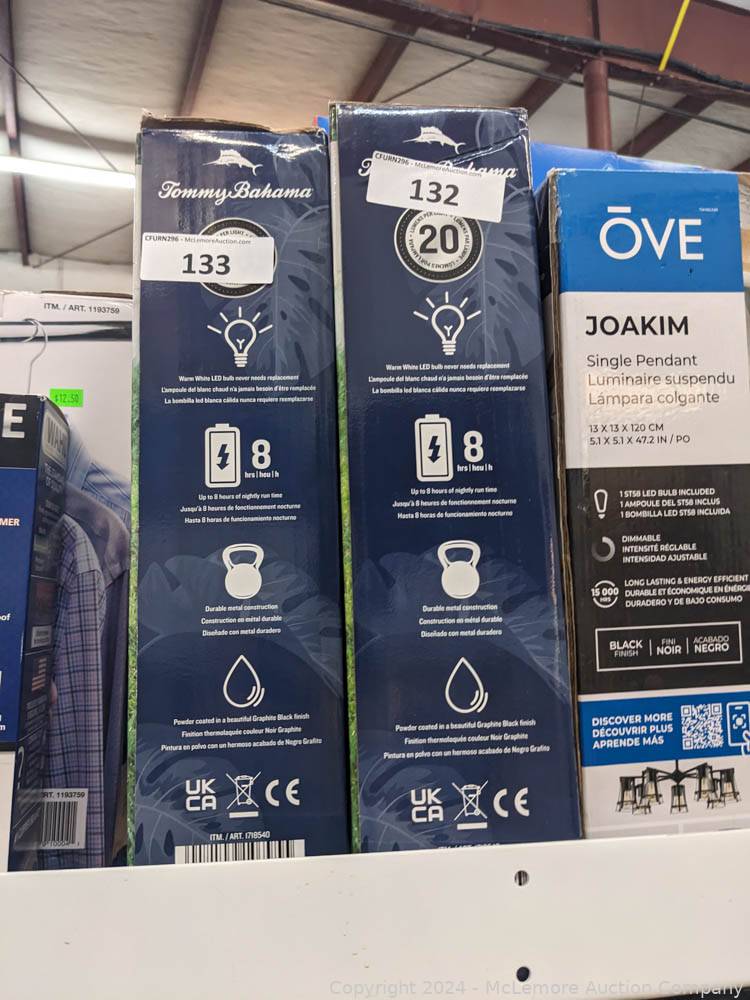 ITM. / ART. 1193759
$12.50
E
MER
ITM. / ART. 1193759
Tommy Bahama
CFURN296 - McLemoreAuction.com
133
Warm White LED bulb never needs replacement
L'ampoule del blanc chaud n'a jamais besoin d'être remplacée
La bombilla led blanca cálida nunca requiere reemplazarse
8
hrs | heu | h
Up to 8 hours of nightly run time
Jusqu'à 8 heures de fonctionnement nocturne
Hasta 8 horas de funcionamiento nocturno
Durable metal construction
Construction en métal durable
Diseñado con metal duradero
Powder coated in a beautiful Graphite Black finish
Finition thermolaquée couleur Noir Graphite
Pintura en polvo con un hermoso acabado de Negro Grafito
UK
CA
CE
ITM. / ART. 1718540
CFURN296 - McLemoreAuction.com
132
20
Warm White LED bulb never needs replacement
L'ampoule del blanc chaud n'a jamais besoin d'être remplacée
La bombilla led blanca cálida nunca requiere reemplazarse
8
hrs | heu | h
Up to 8 hours of nightly run time
Jusqu'à 8 heures de fonctionnement nocturne
Hasta 8 horas de funcionamiento nocturno
Durable metal construction
Construction en métal durable
Diseñado con metal duradero
Powder coated in a beautiful Graphite Black finish
Finition thermolaquée couleur Noir Graphite
Pintura en polvo con un hermoso acabado de Negro Grafito
UK
CA
CE
ŌVE
JOAKIM
Single Pendant
Luminaire suspendu
Lámpara colgante
13 X 13 X 120 CM
5.1 X 5.1 X 47.2 IN / PO
1 ST58 LED BULB INCLUDED
1 AMPOULE DEL ST58 INCLUS
1 BOMBILLA LED ST58 INCLUIDA
DIMMABLE
INTENSITÉ RÉGLABLE
INTENSIDAD AJUSTABLE
15 000
HRS
LONG LASTING & ENERGY EFFICIENT
DURABLE ET ÉCONOMIQUE EN ÉNERGI
DURADERO Y DE BAJO CONSUMO
BLACK FINISH | FINI NOIR | ACABADO NEGRO
DISCOVER MORE
DÉCOUVRIR PLUS
APRENDE MÁS
Copyright 2024 - McLemore Auction Company